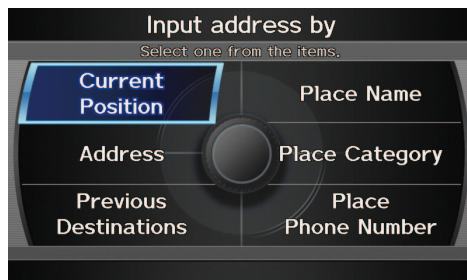 Input address by
Select one from the items.
Current
Position
Place Name
Address
Place Category
Previous
Destinations
Place
Phone Number